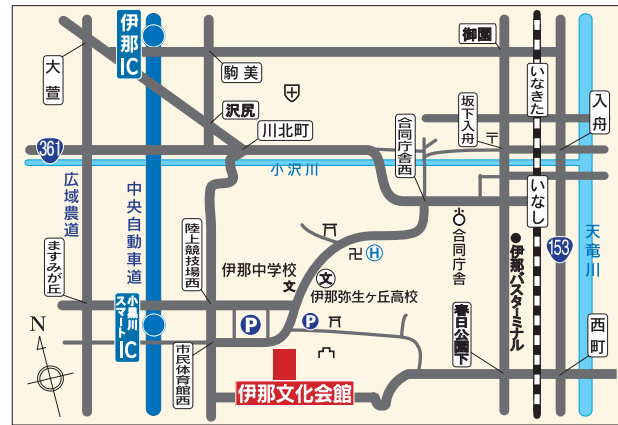 伊那IC
御園
大萱
駒美
いなきた
沢尻
坂下入舟
入舟
合同庁舎西
川北町
〒
361
小沢川
いなし
広域農道
中央自動車道
陸上競技場西
卍
H
合同庁舎
153
天竜川
伊那中学校
文
文
伊那弥生ヶ丘高校
●伊那バスターミナル
ますみが丘
小黒川スマートIC
P
P
春日公園下
西町
N
市民体育館西
伊那文化会館